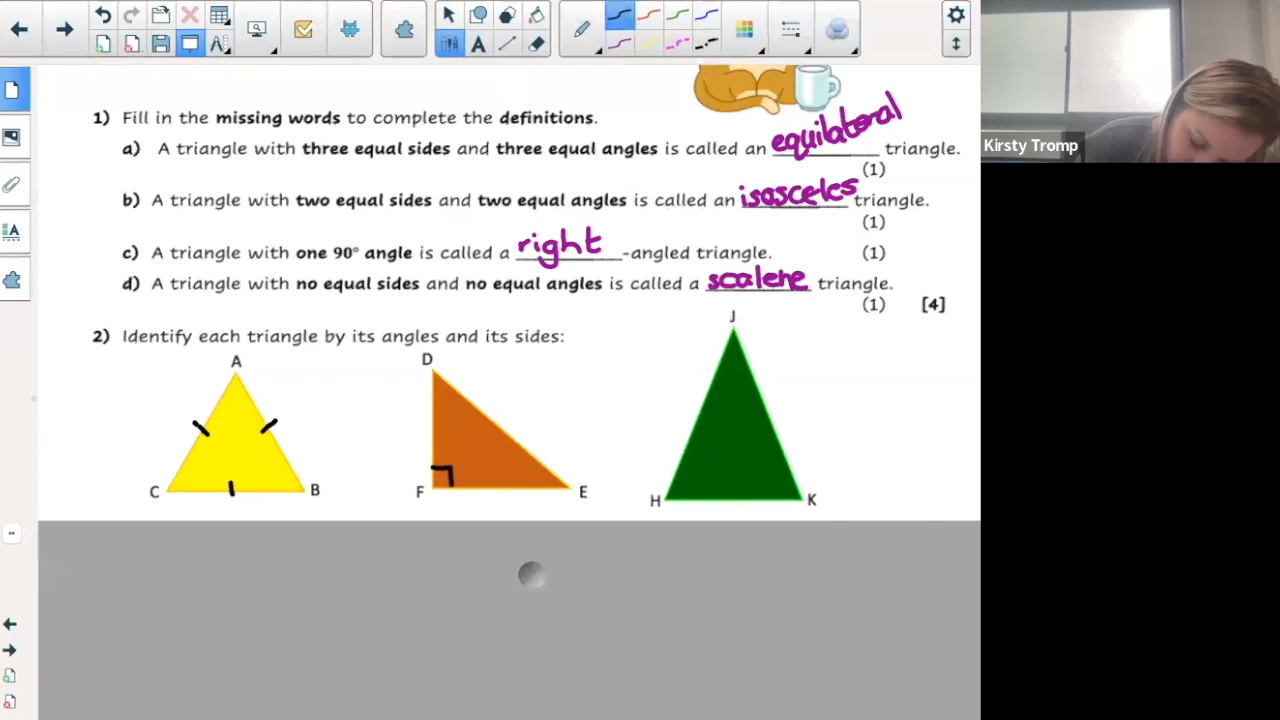 Kirsty Tromp
1) Fill in the missing words to complete the definitions.
a) A triangle with three equal sides and three equal angles is called an equilateral triangle.
(1)
b) A triangle with two equal sides and two equal angles is called an isosceles triangle.
(1)
c) A triangle with one 90° angle is called a right -angled triangle. (1)
d) A triangle with no equal sides and no equal angles is called a scalene triangle.
(1) [4]
2) Identify each triangle by its angles and its sides:
A D J
C B F E H K